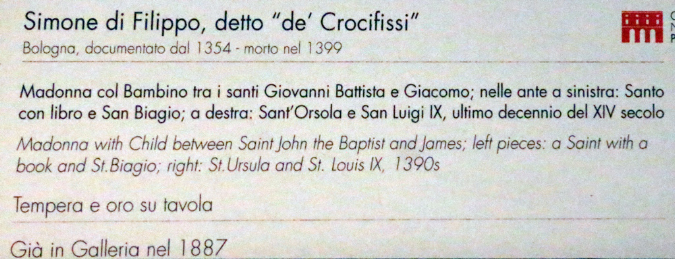 Simone di Filippo, detto "de' Crocifissi"
Bologna, documentato dal 1354 - morto nel 1399
Madonna col Bambino tra i santi Giovanni Battista e Giacomo; nelle ante a sinistra: Santo
con libro e San Biagio; a destra: Sant'Orsola e San Luigi IX, ultimo decennio del XIV secolo
Madonna with Child between Saint John the Baptist and James; left pieces: a Saint with a
book and St.Biagio; right: St.Ursula and St. Louis IX, 1390s
Tempera e oro su tavola
Già in Galleria nel 1887